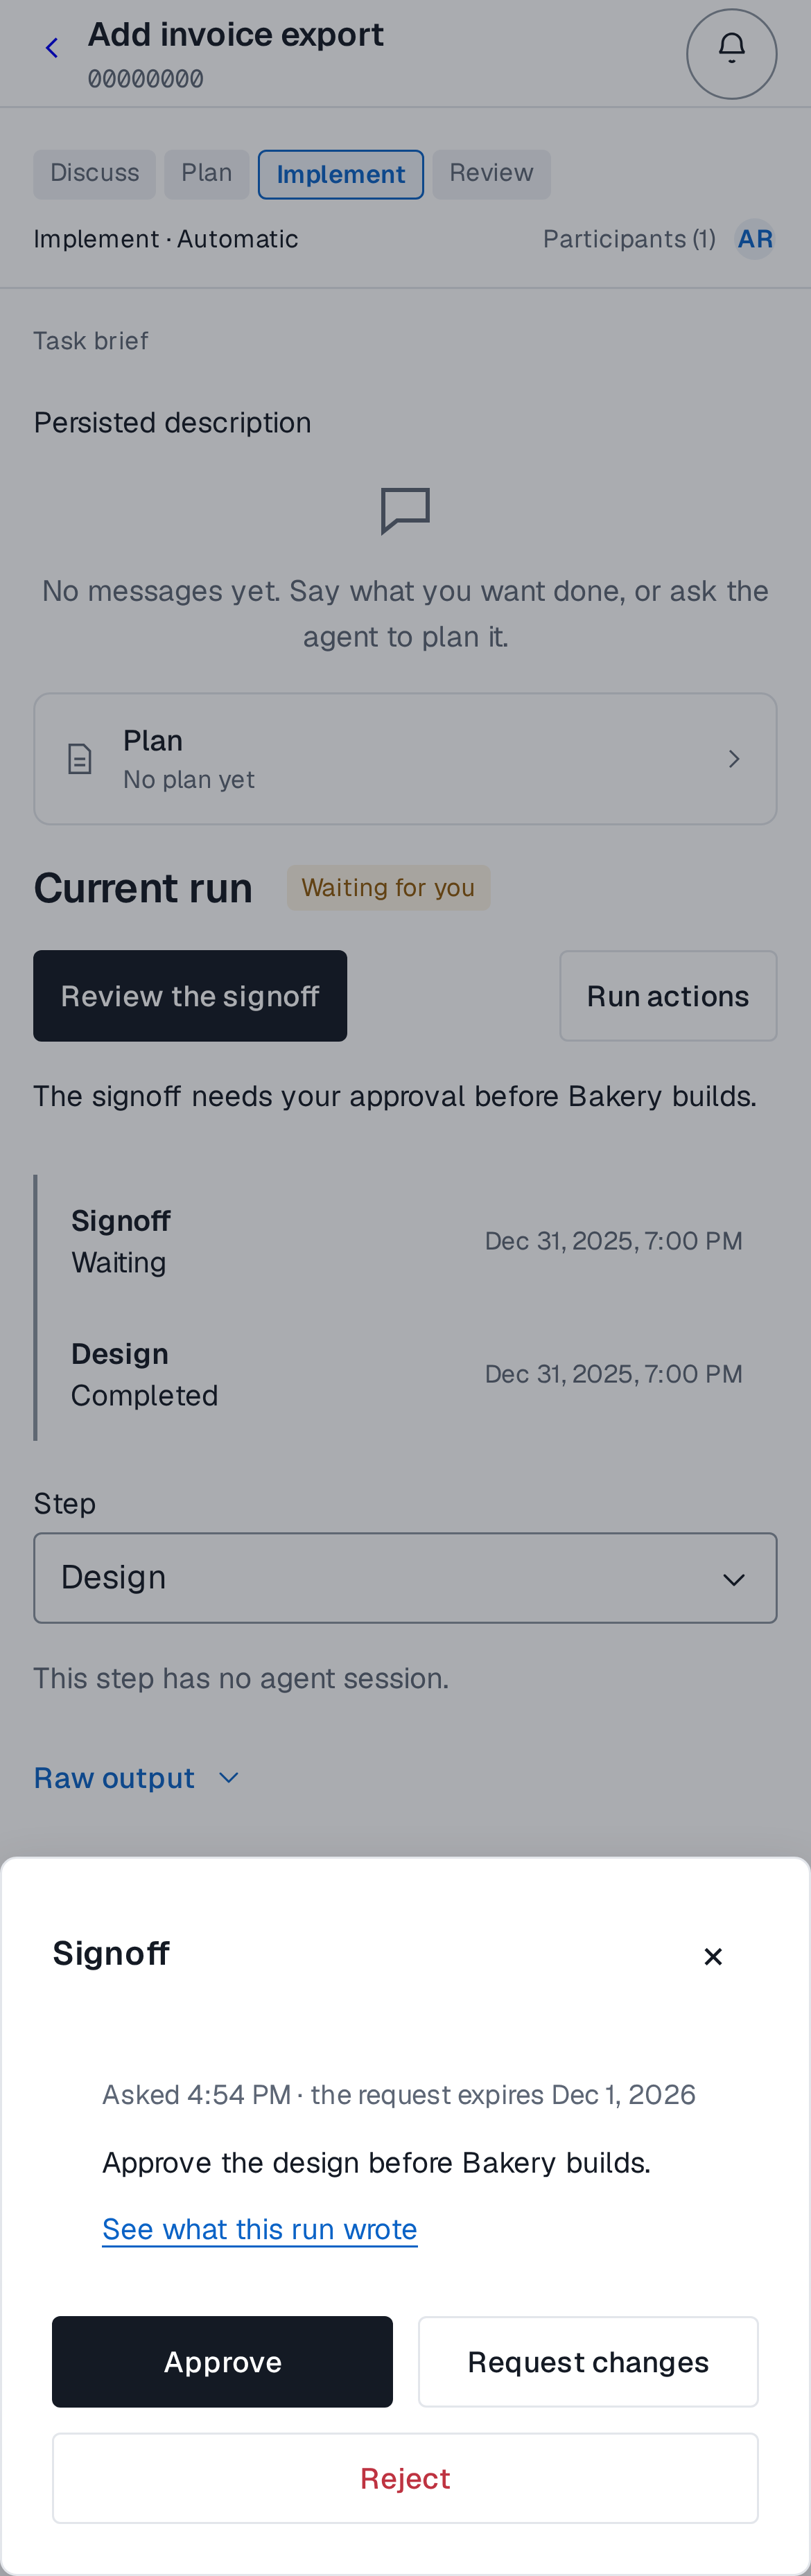 Add invoice export
00000000
Discuss
Plan
Implement
Review
Implement · Automatic
Participants (1)
AR
Task brief
Persisted description
No messages yet. Say what you want done, or ask the
agent to plan it.
Plan
No plan yet
Current run
Waiting for you
Review the signoff
Run actions
The signoff needs your approval before Bakery builds.
Signoff
Waiting
Dec 31, 2025, 7:00 PM
Design
Completed
Dec 31, 2025, 7:00 PM
Step
Design
This step has no agent session.
Raw output
Signoff
Asked 4:54 PM · the request expires Dec 1, 2026
Approve the design before Bakery builds.
See what this run wrote
Approve
Request changes
Reject